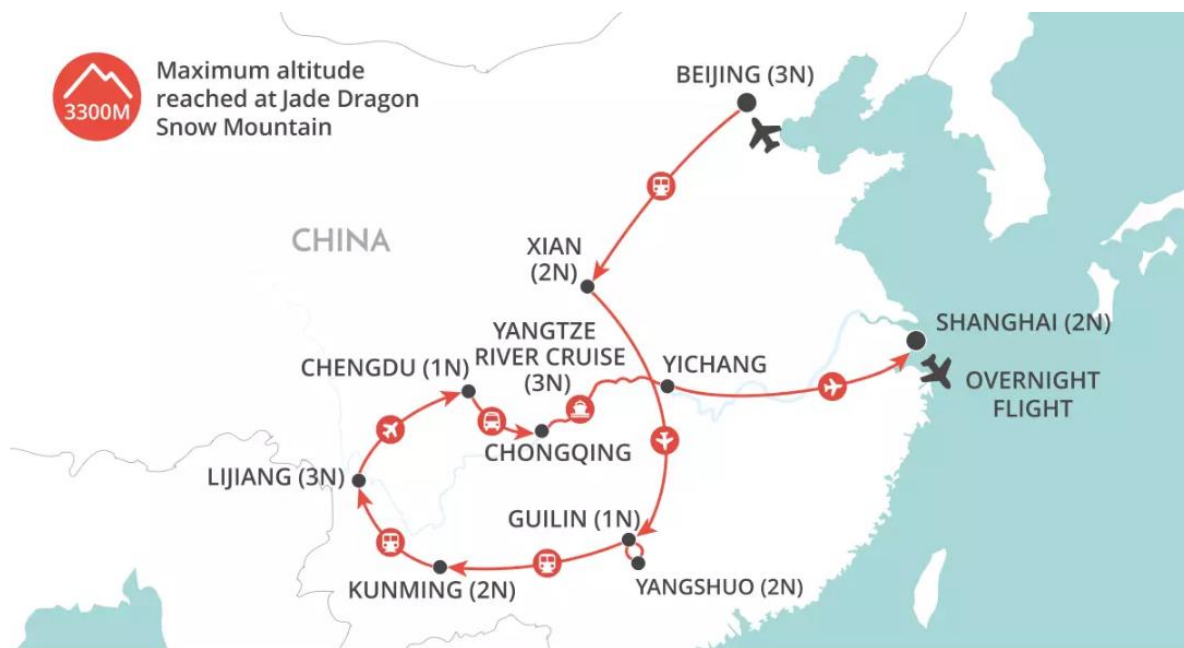 Maximum altitude
reached at Jade Dragon
Snow Mountain
3300M
BEIJING (3N)
CHINA
XIAN
(2N)
SHANGHAI (2N)
YANGTZE
RIVER CRUISE
(3N)
YICHANG
CHENGDU (1N)
OVERNIGHT
FLIGHT
CHONGQING
LIJIANG (3N)
GUILIN (1N)
KUNMING (2N)
YANGSHUO (2N)